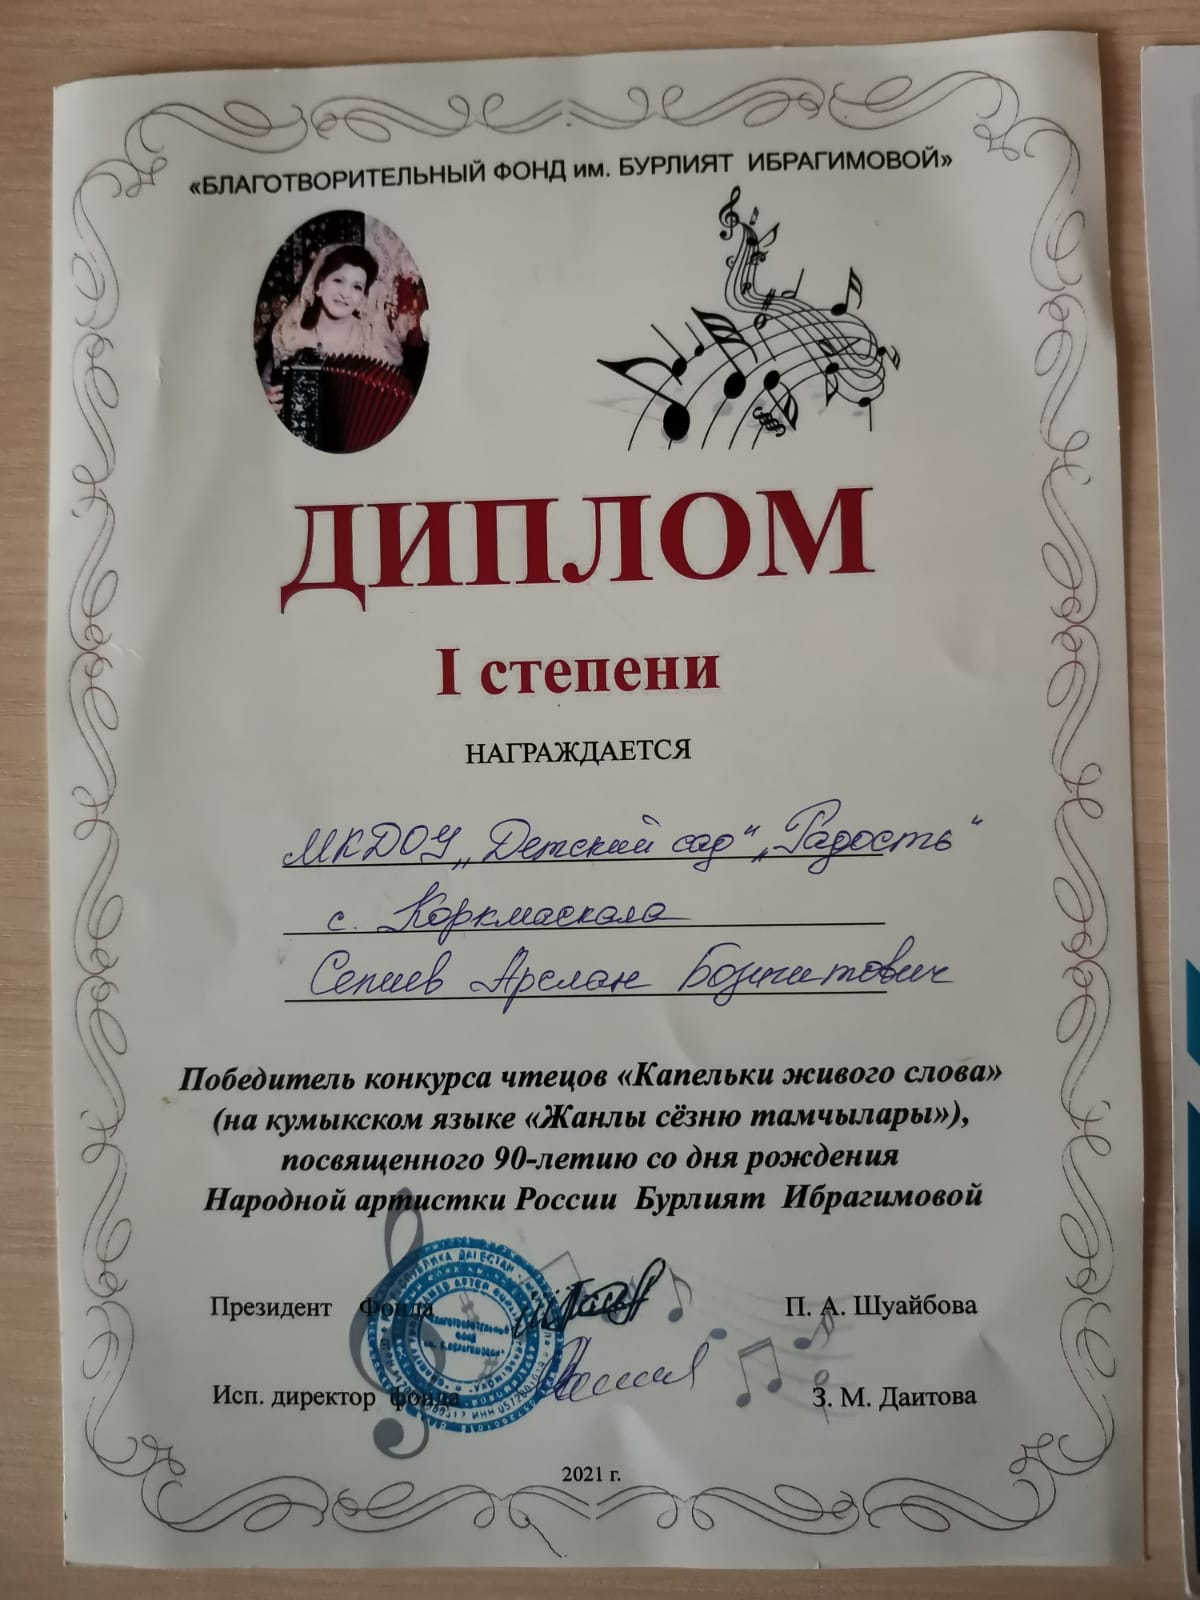 «БЛАГОТВОРИТЕЛЬНЫЙ ФОНД им. БУРЛИЯТ ИБРАГИМОВОЙ»
ДИПЛОМ
I степени
НАГРАЖДАЕТСЯ
МКДОУ „Детский сад“ „Радость“
с. Коркмаскала
Сепиев Арслан
Победитель конкурса чтецов «Капельки живого слова»
(на кумыкском языке «Жанлы сёзню тамчылары»),
посвященного 90-летию со дня рождения
Народной артистки России Бурлият Ибрагимовой
Президент Фонда П. А. Шуайбова
Исп. директор фонда З. М. Даитова
2021 г.